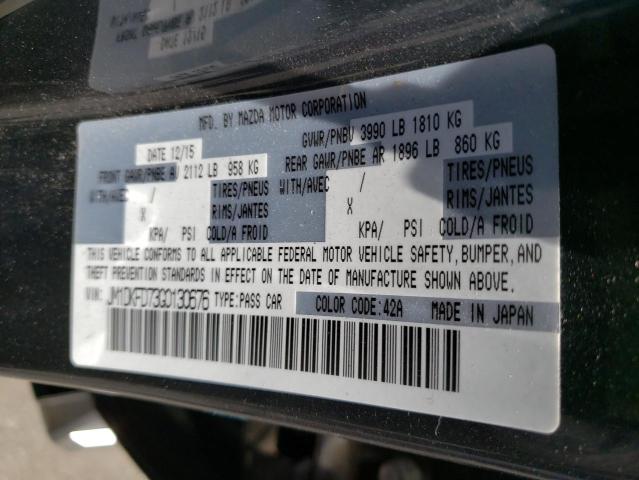 MFD. BY MAZDA MOTOR CORPORATION
DATE 12/15 GVWR/PNBV 3990 LB 1810 KG
FRONT GAWR/PNBE A 2112 LB 958 KG REAR GAWR/PNBE AR 1896 LB 860 KG
WITH/AVEC / TIRES/PNEUS WITH/AVEC / TIRES/PNEUS
X RIMS/JANTES X RIMS/JANTES
KPA/ PSI COLD/A FROID KPA/ PSI COLD/A FROID
THIS VEHICLE CONFORMS TO ALL APPLICABLE FEDERAL MOTOR VEHICLE SAFETY, BUMPER, AND
THEFT PREVENTION STANDARDS IN EFFECT ON THE DATE OF MANUFACTURE SHOWN ABOVE.
VIN: JM1DKFD73G0130676 TYPE:PASS CAR COLOR CODE:42A MADE IN JAPAN